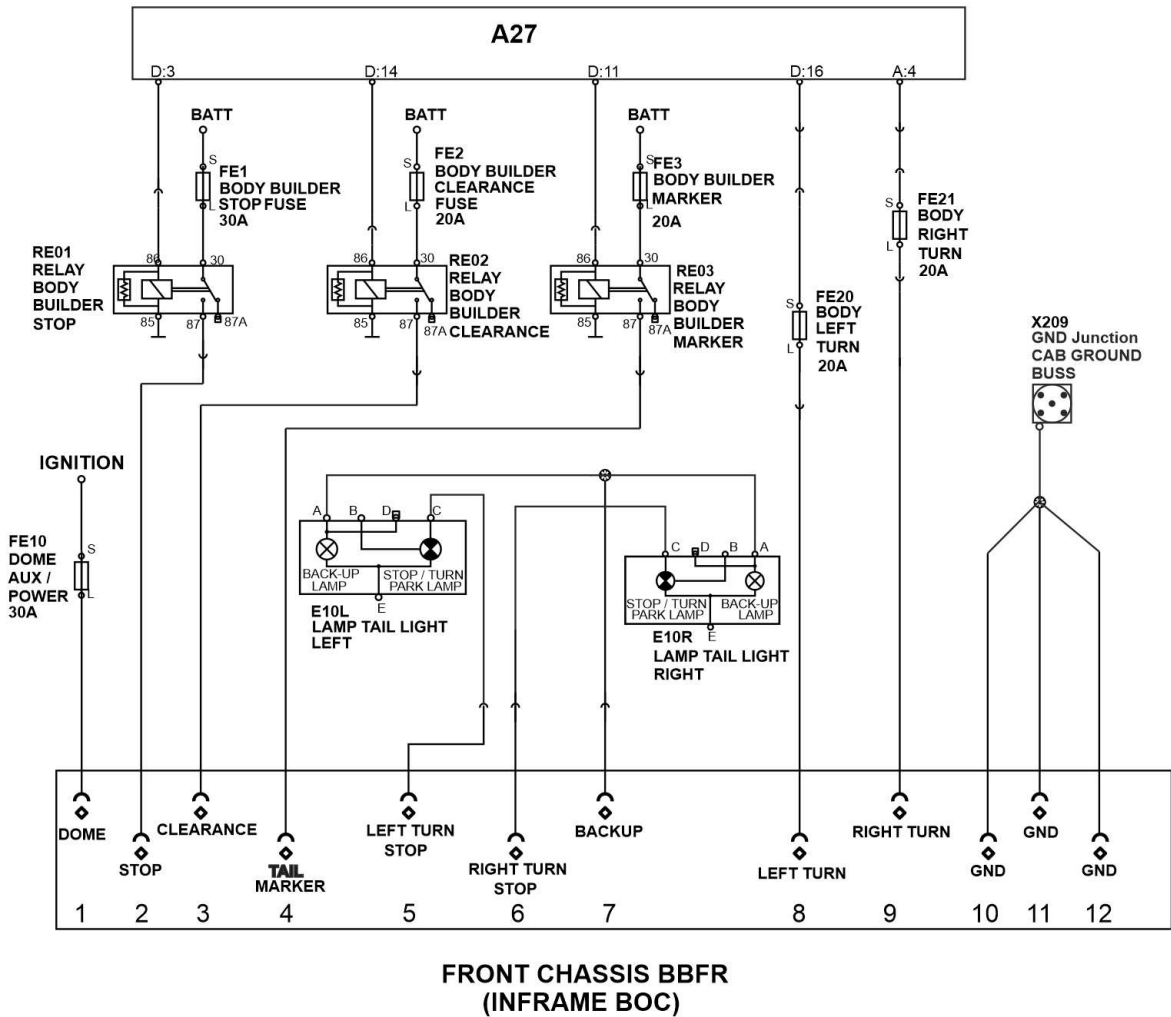 A27
D:3
D:14
D:11
D:16
A:4
BATT
S
FE1
BODY BUILDER
STOP FUSE
30A
BATT
S
L
FE2
BODY BUILDER
CLEARANCE
FUSE
20A
BATT
S
L
FE3
BODY BUILDER
MARKER
20A
S
L
FE21
BODY
RIGHT
TURN
20A
RE01
RELAY
BODY
BUILDER
STOP
86
30
85
87
87A
RE02
RELAY
BODY
BUILDER
CLEARANCE
86
30
85
87
87A
RE03
RELAY
BODY
BUILDER
MARKER
86
30
85
87
87A
S
L
FE20
BODY
LEFT
TURN
20A
X209
GND Junction
CAB GROUND
BUSS
IGNITION
FE10
DOME
AUX /
POWER
30A
S
L
A
B
D
C
BACK-UP
LAMP
STOP / TURN
PARK LAMP
E
E10L
LAMP TAIL LIGHT
LEFT
C
D
B
A
STOP / TURN
PARK LAMP
BACK-UP
LAMP
E
E10R
LAMP TAIL LIGHT
RIGHT
DOME
STOP
CLEARANCE
TAIL
MARKER
LEFT TURN
STOP
RIGHT TURN
STOP
BACKUP
LEFT TURN
RIGHT TURN
GND
GND
GND
1
2
3
4
5
6
7
8
9
10
11
12
FRONT CHASSIS BBFR
(INFRAME BOC)